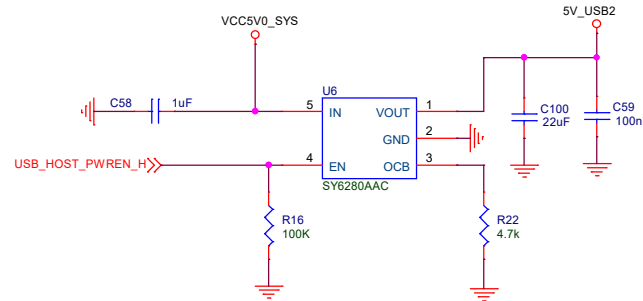 5V_USB2
VCC5V0_SYS
U6
C58
1uF
5
IN
VOUT
1
C100
22uF
C59
100n
GND
2
USB_HOST_PWREN_H
4
EN
OCB
3
SY6280AAC
R16
100K
R22
4.7k